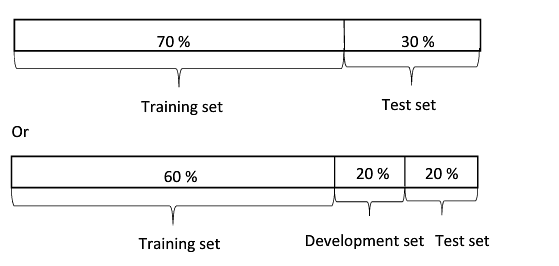 70 % 30 %
Training set Test set
Or
60 % 20 % 20 %
Training set Development set Test set